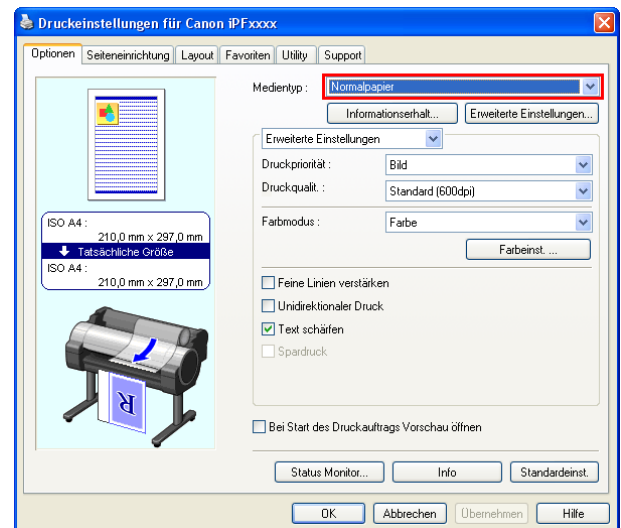 Druckeinstellungen für Canon iPFxxxx
Optionen Seiteneinrichtung Layout Favoriten Utility Support
Medientyp : Normalpapier
Informationserhalt... Erweiterte Einstellungen...
Erweiterte Einstellungen
Druckpriorität : Bild
Druckqualit. : Standard (600dpi)
Farbmodus : Farbe
Farbeinst. ...
ISO A4 :
210,0 mm x 297,0 mm
Tatsächliche Größe
ISO A4 :
210,0 mm x 297,0 mm
Feine Linien verstärken
Unidirektionaler Druck
Text schärfen
Spardruck
R
Bei Start des Druckauftrags Vorschau öffnen
Status Monitor... Info Standardeinst.
OK Abbrechen Übernehmen Hilfe